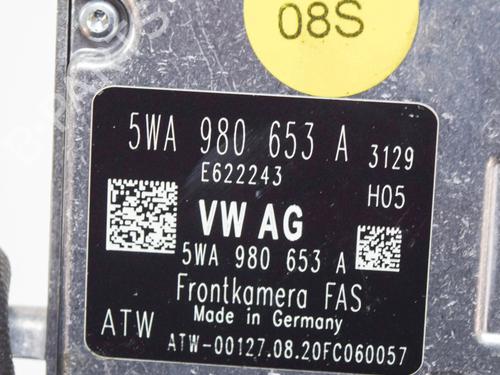 08S
5WA 980 653 A 3129
E622243 H05
VW AG
5WA 980 653 A
Frontkamera FAS
ATW Made in Germany
ATW-00127.08.20FC060057